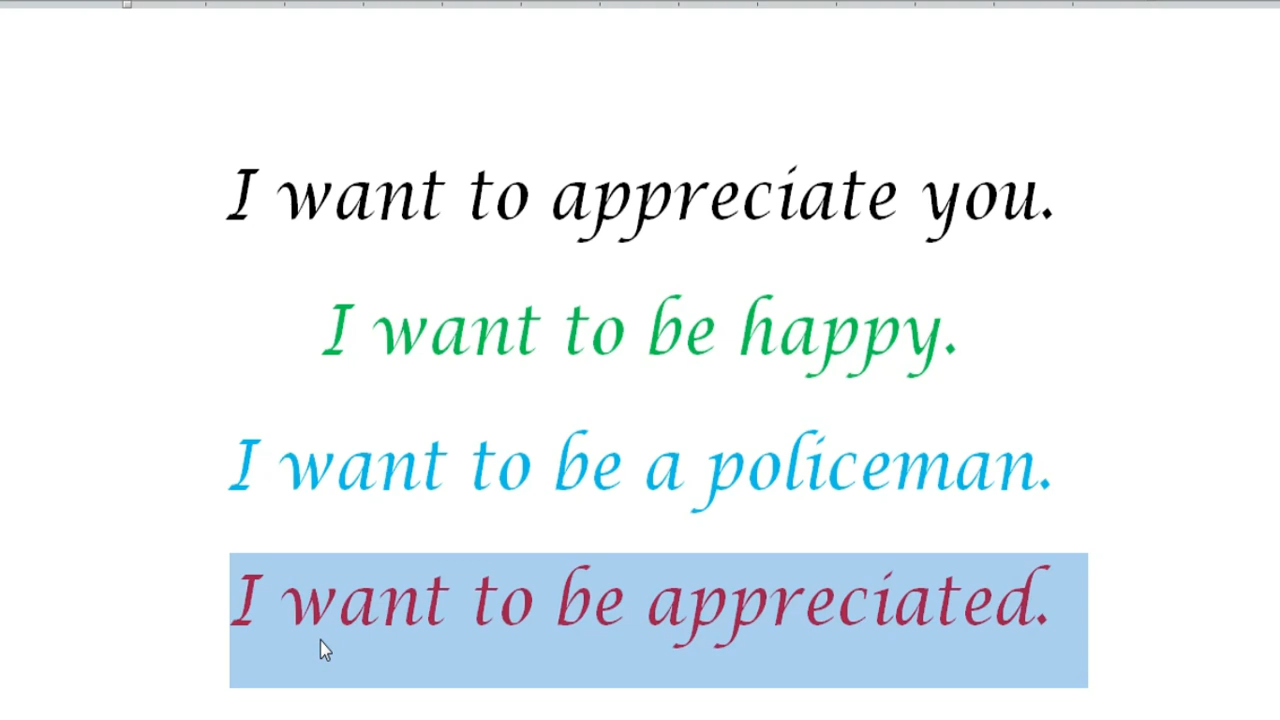 I want to appreciate you.
I want to be happy.
I want to be a policeman.
I want to be appreciated.